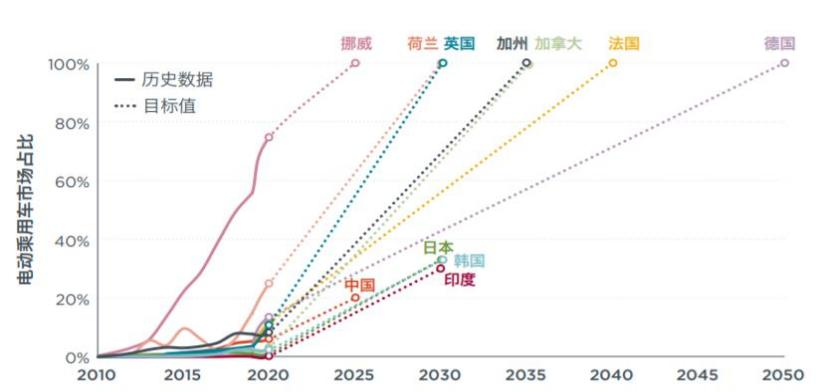 挪威 荷兰 英国 加州 加拿大 法国 德国
100%
80%
60%
40%
20%
0%
历史数据
目标值
电动乘用车市场占比
日本
韩国
印度
中国
2010 2015 2020 2025 2030 2035 2040 2045 2050